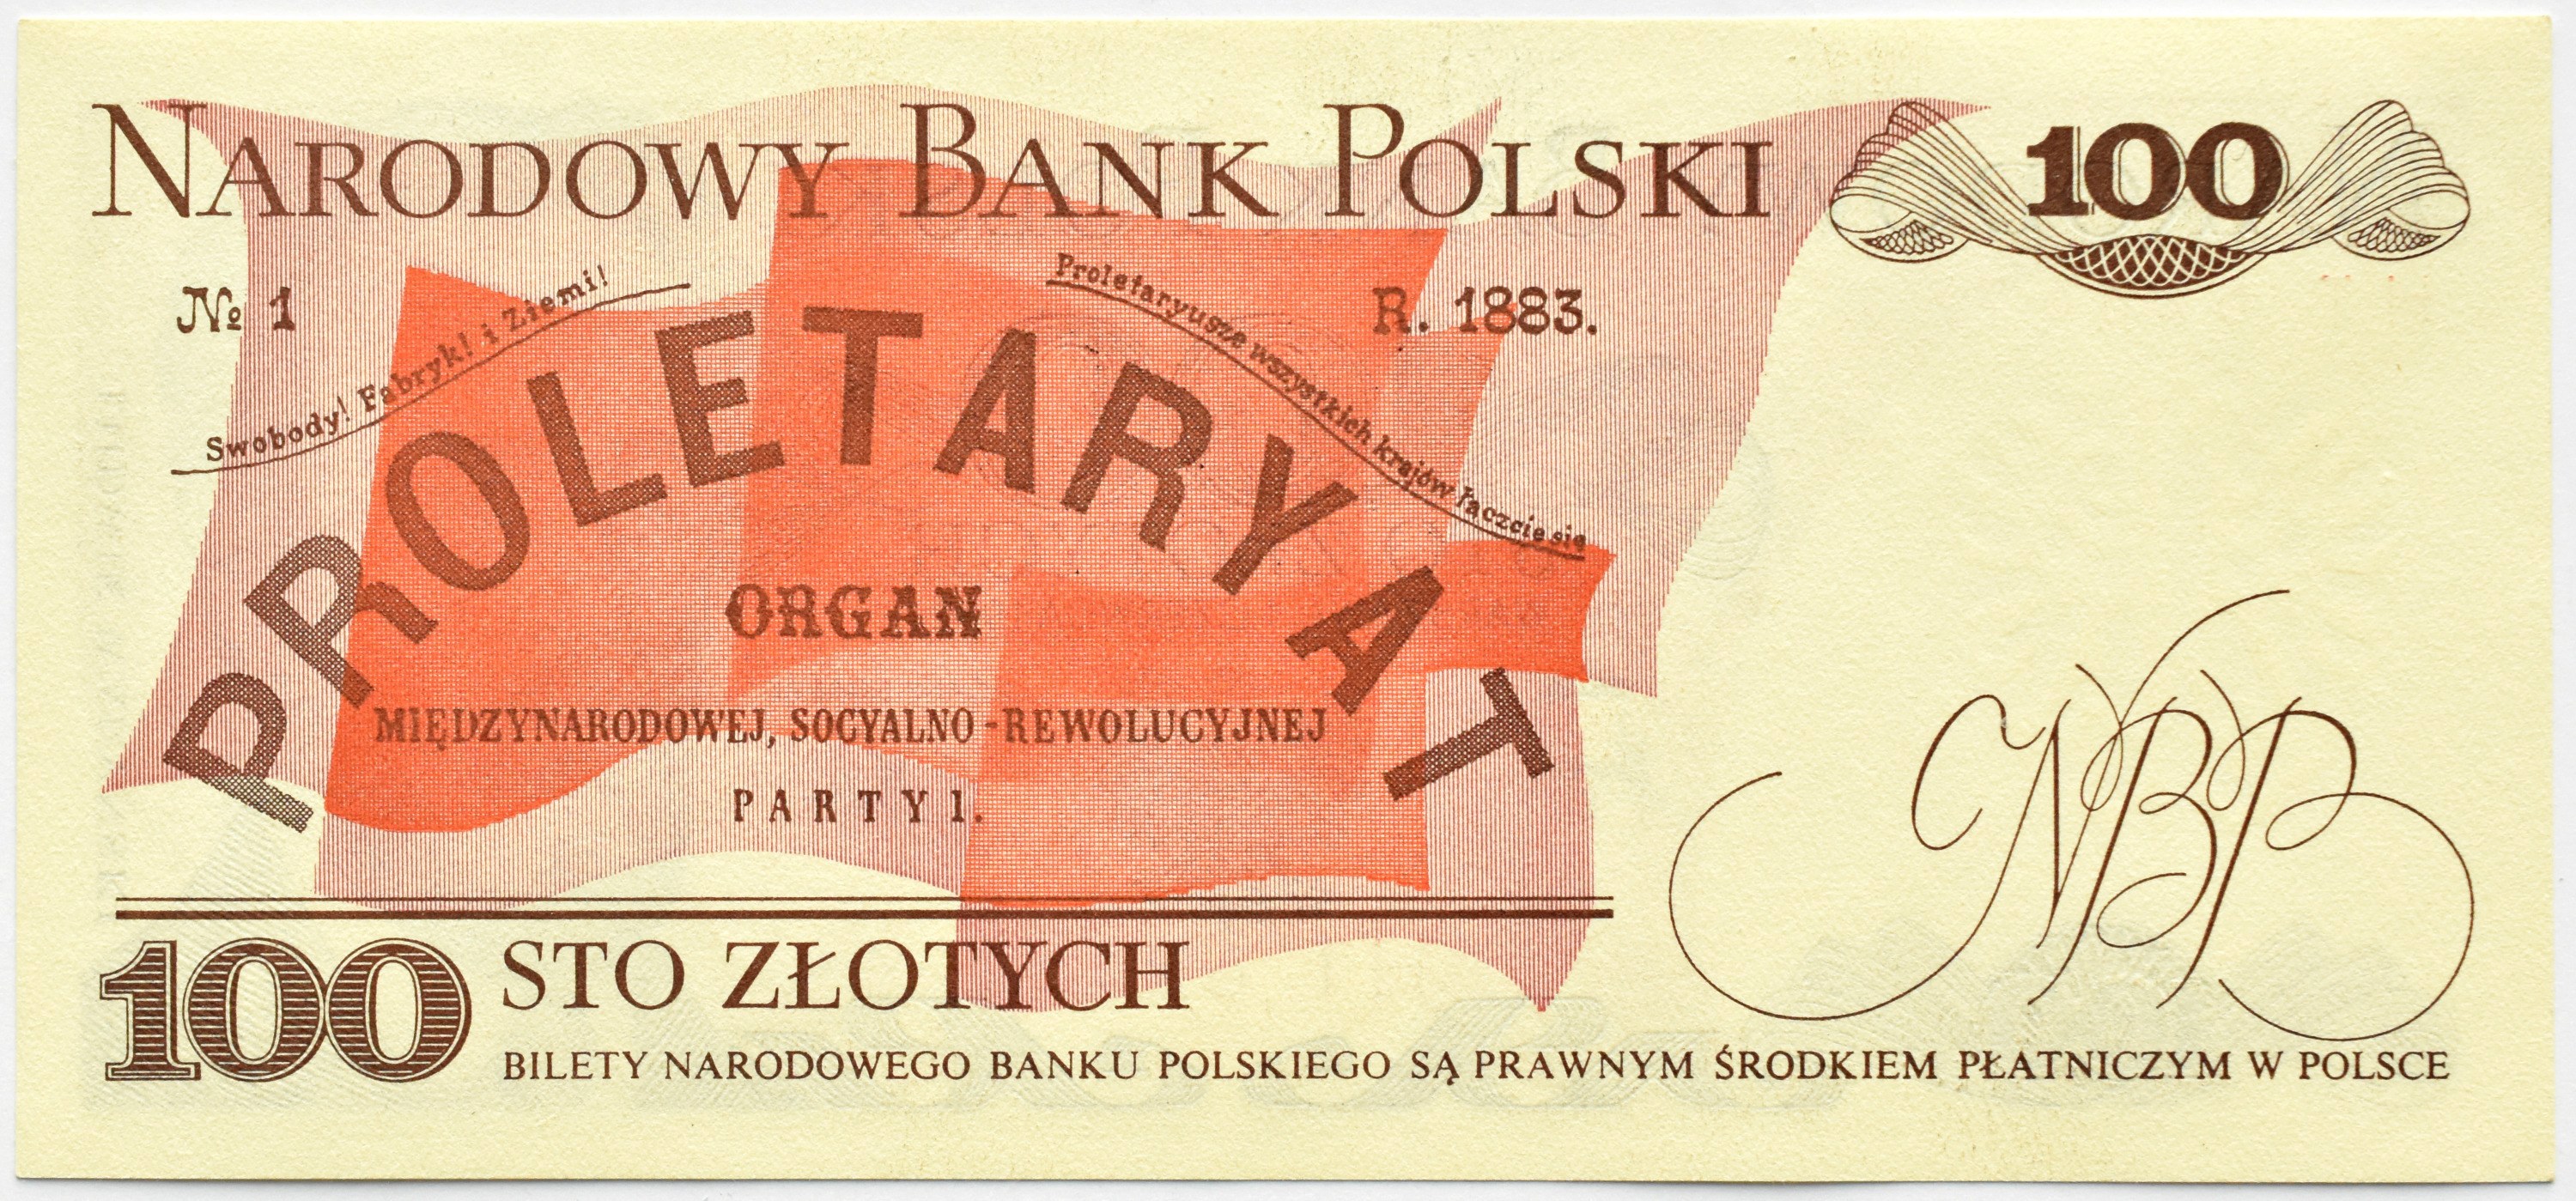 NARODOWY BANK POLSKI
100
№ 1
Swobody! Fabryk! i Ziemi!
Proletaryusze wszystkich krajów łączcie się
R. 1883.
PROLETARYAT
ORGAN
MIĘDZYNARODOWEJ, SOCYALNO-REWOLUCYJNEJ
PARTYI.
NBP
100
STO ZŁOTYCH
BILETY NARODOWEGO BANKU POLSKIEGO SĄ PRAWNYM ŚRODKIEM PŁATNICZYM W POLSCE